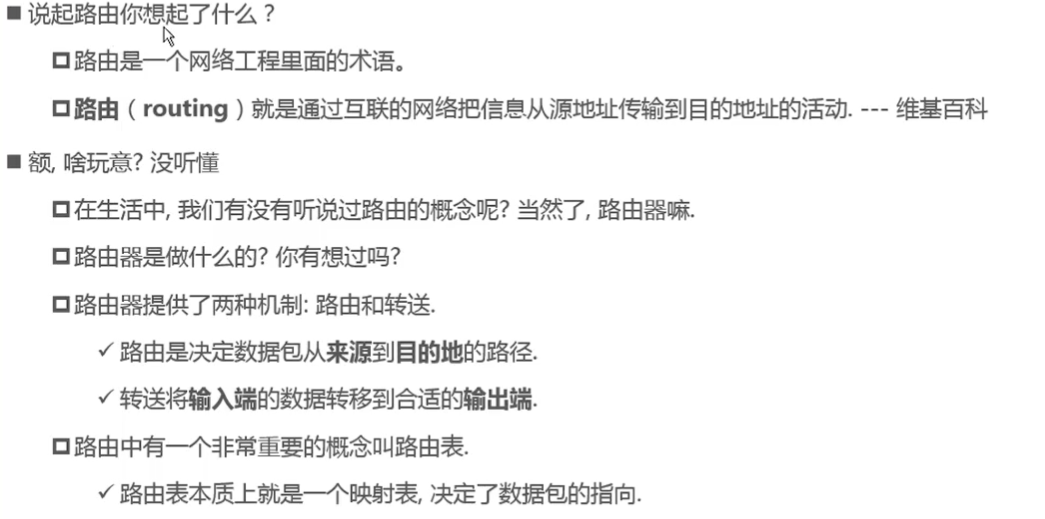 说起路由你想起了什么？
路由是一个网络工程里面的术语。
路由（routing）就是通过互联的网络把信息从源地址传输到目的地址的活动. --- 维基百科
额, 啥玩意? 没听懂
在生活中, 我们有没有听说过路由的概念呢? 当然了, 路由器嘛.
路由器是做什么的? 你有想过吗?
路由器提供了两种机制: 路由和转送.
路由是决定数据包从来源到目的地的路径.
转送将输入端的数据转移到合适的输出端.
路由中有一个非常重要的概念叫路由表.
路由表本质上就是一个映射表, 决定了数据包的指向.